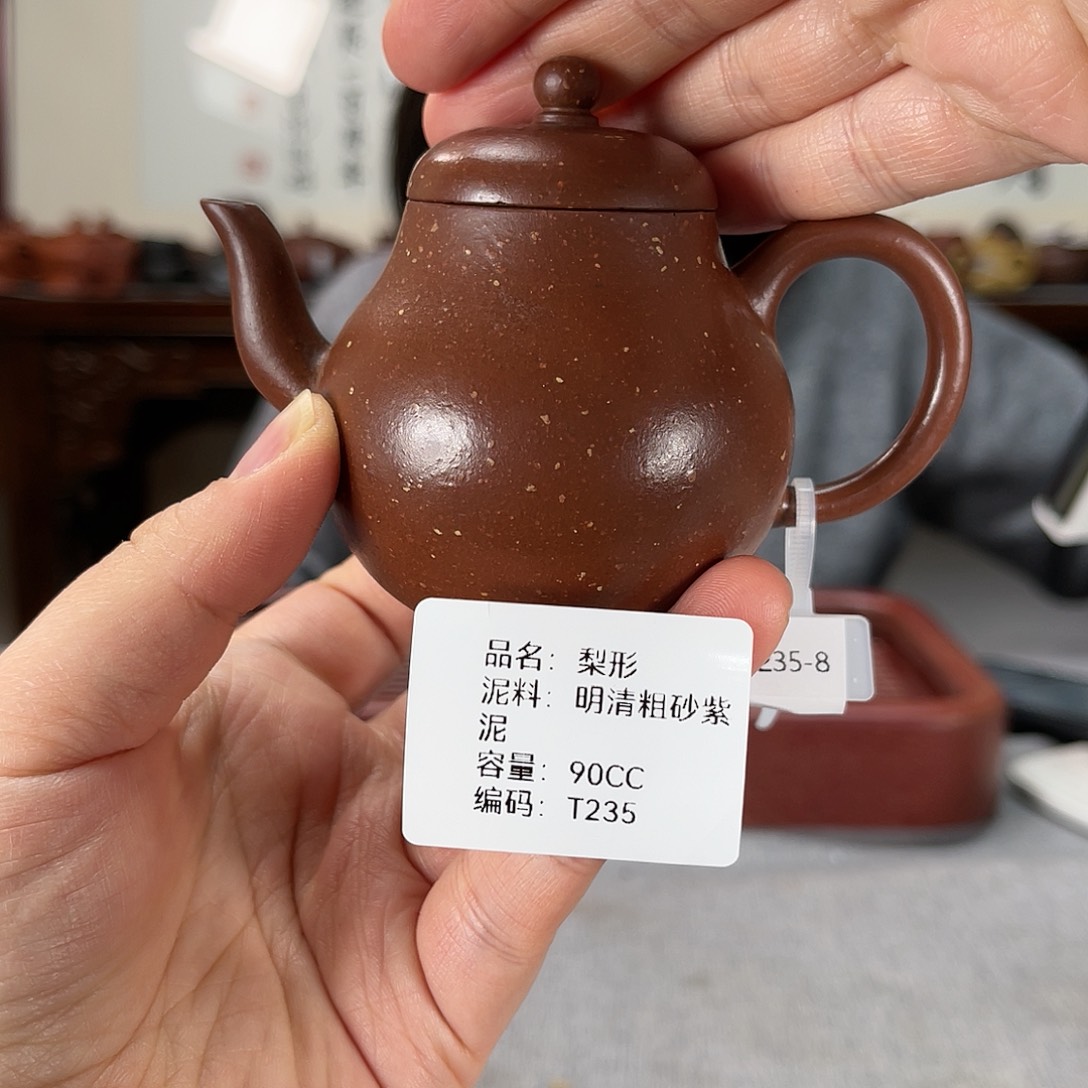 品名: 梨形
泥料: 明清粗砂紫
泥
容量: 90CC
编码: T235
235-8